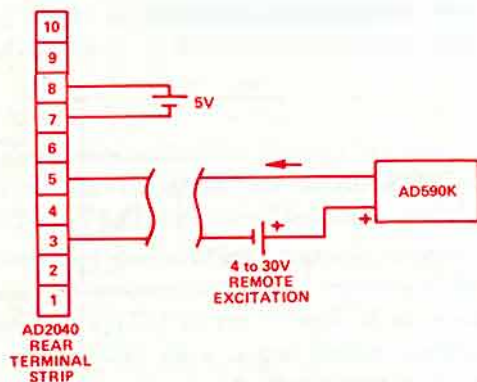 10
9
8
7
6
5
4
3
2
1
5V
AD590K
+
+
4 to 30V
REMOTE
EXCITATION
AD2040
REAR
TERMINAL
STRIP